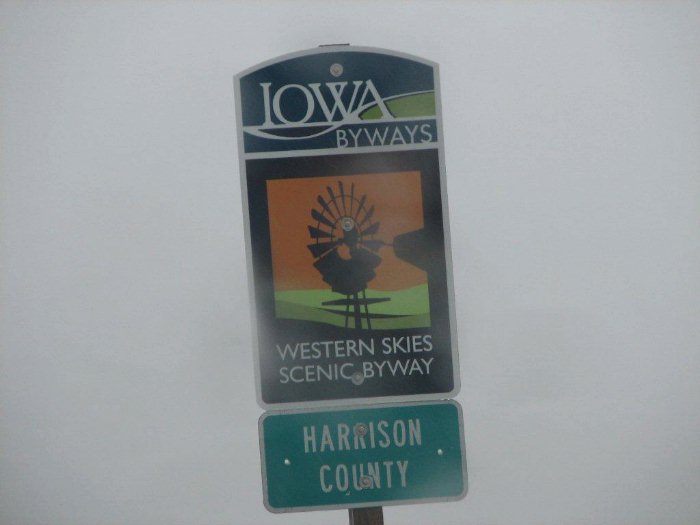 IOWA
BYWAYS
WESTERN SKIES
SCENIC BYWAY
HARRISON
COUNTY